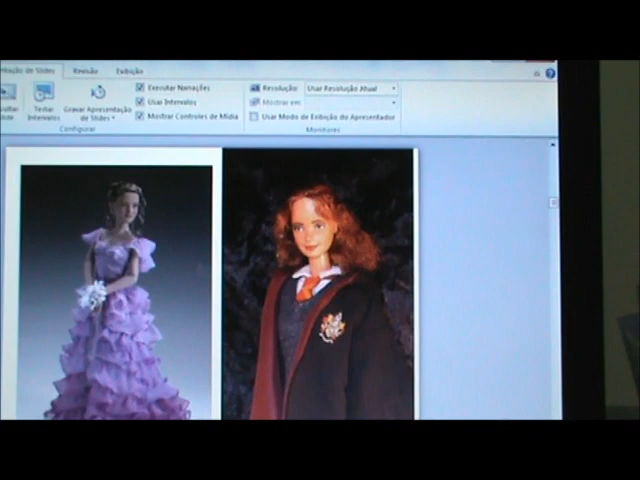 ntação de Slides Revisão Exibição
Testar Intervalos
Gravar Apresentação de Slides
Configurar
Executar Narrações
Usar Intervalos
Mostrar Controles de Mídia
Resolução: Usar Resolução Atual
Mostrar em:
Usar Modo de Exibição do Apresentador
Monitores